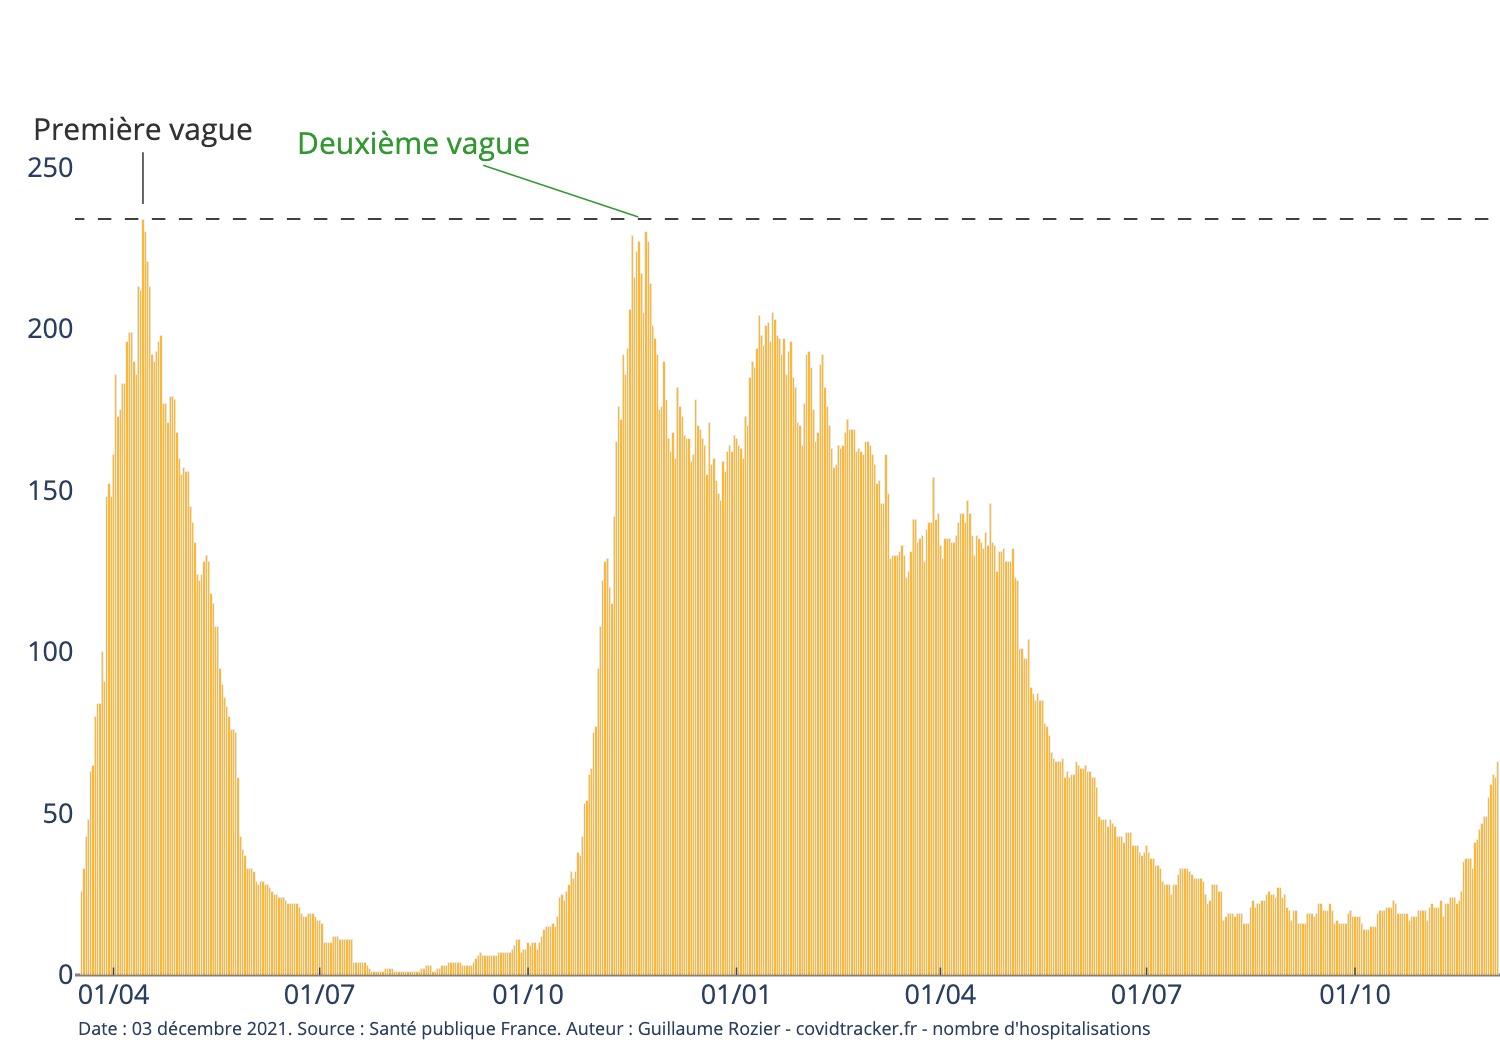 Première vague
Deuxième vague
250
200
150
100
50
0
01/04 01/07 01/10 01/01 01/04 01/07 01/10
Date : 03 décembre 2021. Source : Santé publique France. Auteur : Guillaume Rozier - covidtracker.fr - nombre d'hospitalisations